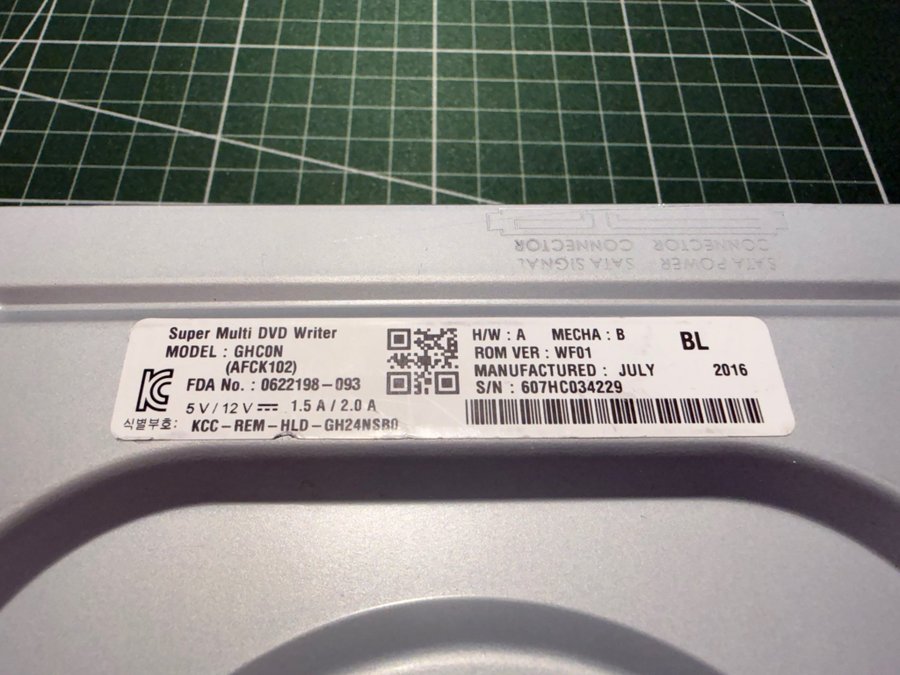 SATA SIGNAL SATA POWER
CONNECTOR CONNECTOR
Super Multi DVD Writer
MODEL : GHC0N
(AFCK102)
FDA No. : 0622198-093
5V/12V 1.5A/2.0A
식별부호: KCC-REM-HLD-GH24NSB0
H/W : A MECHA : B BL
ROM VER : WF01
MANUFACTURED : JULY 2016
S/N : 607HC034229